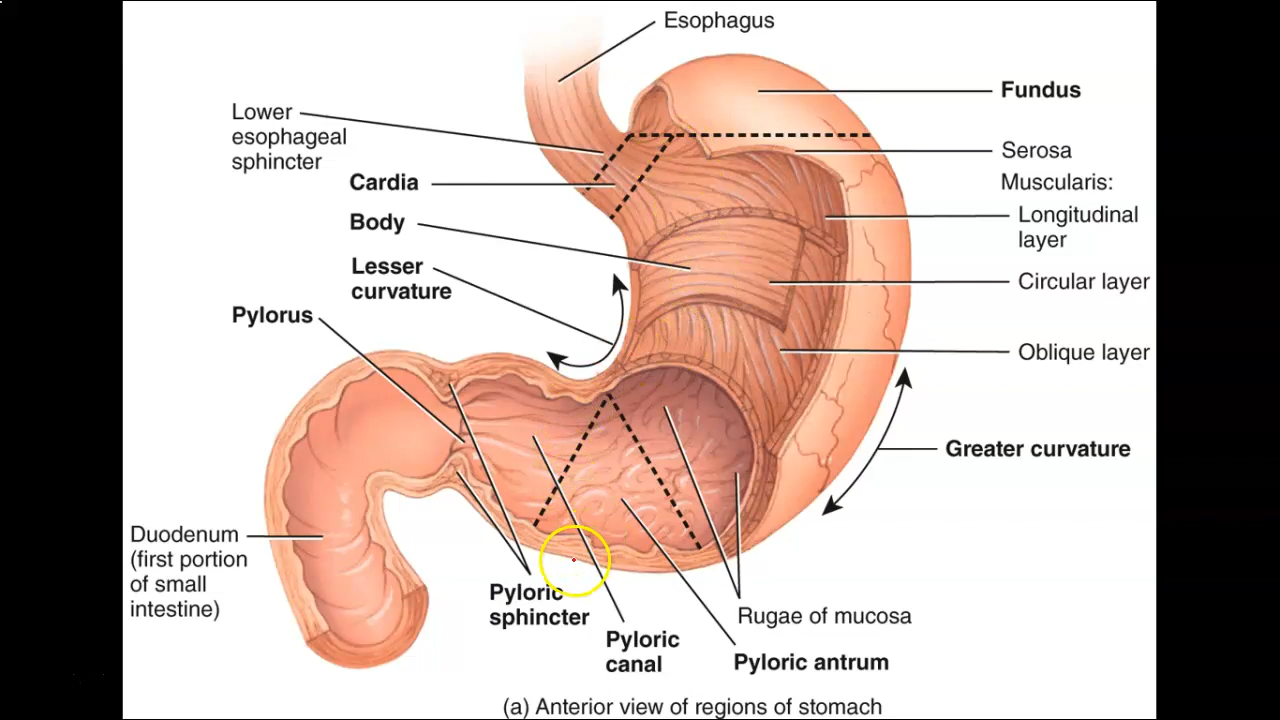 Esophagus
Lower
esophageal
sphincter
Cardia
Body
Lesser
curvature
Pylorus
Duodenum
(first portion
of small
intestine)
Fundus
Serosa
Muscularis:
Longitudinal
layer
Circular layer
Oblique layer
Greater curvature
Pyloric
sphincter
Pyloric
canal
Rugae of mucosa
Pyloric antrum
(a) Anterior view of regions of stomach